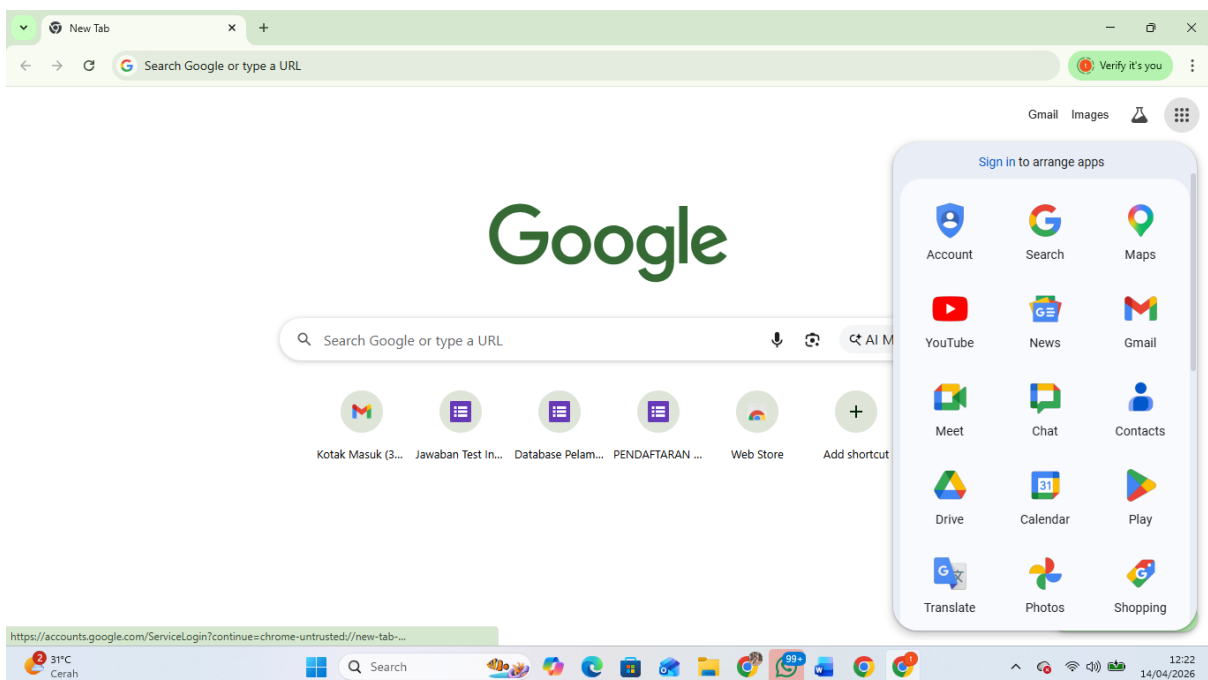 New Tab
Search Google or type a URL
Verify it's you
Gmail Images
Sign in to arrange apps
Google
Account Search Maps
Search Google or type a URL
AI M
YouTube News Gmail
Meet Chat Contacts
Kotak Masuk (3... Jawaban Test In... Database Pelam... PENDAFTARAN ... Web Store Add shortcut
Drive Calendar Play
31
Translate Photos Shopping
https://accounts.google.com/ServiceLogin?continue=chrome-untrusted://new-tab-...
2
31°C
Cerah
Search
99+
12:22
14/04/2026